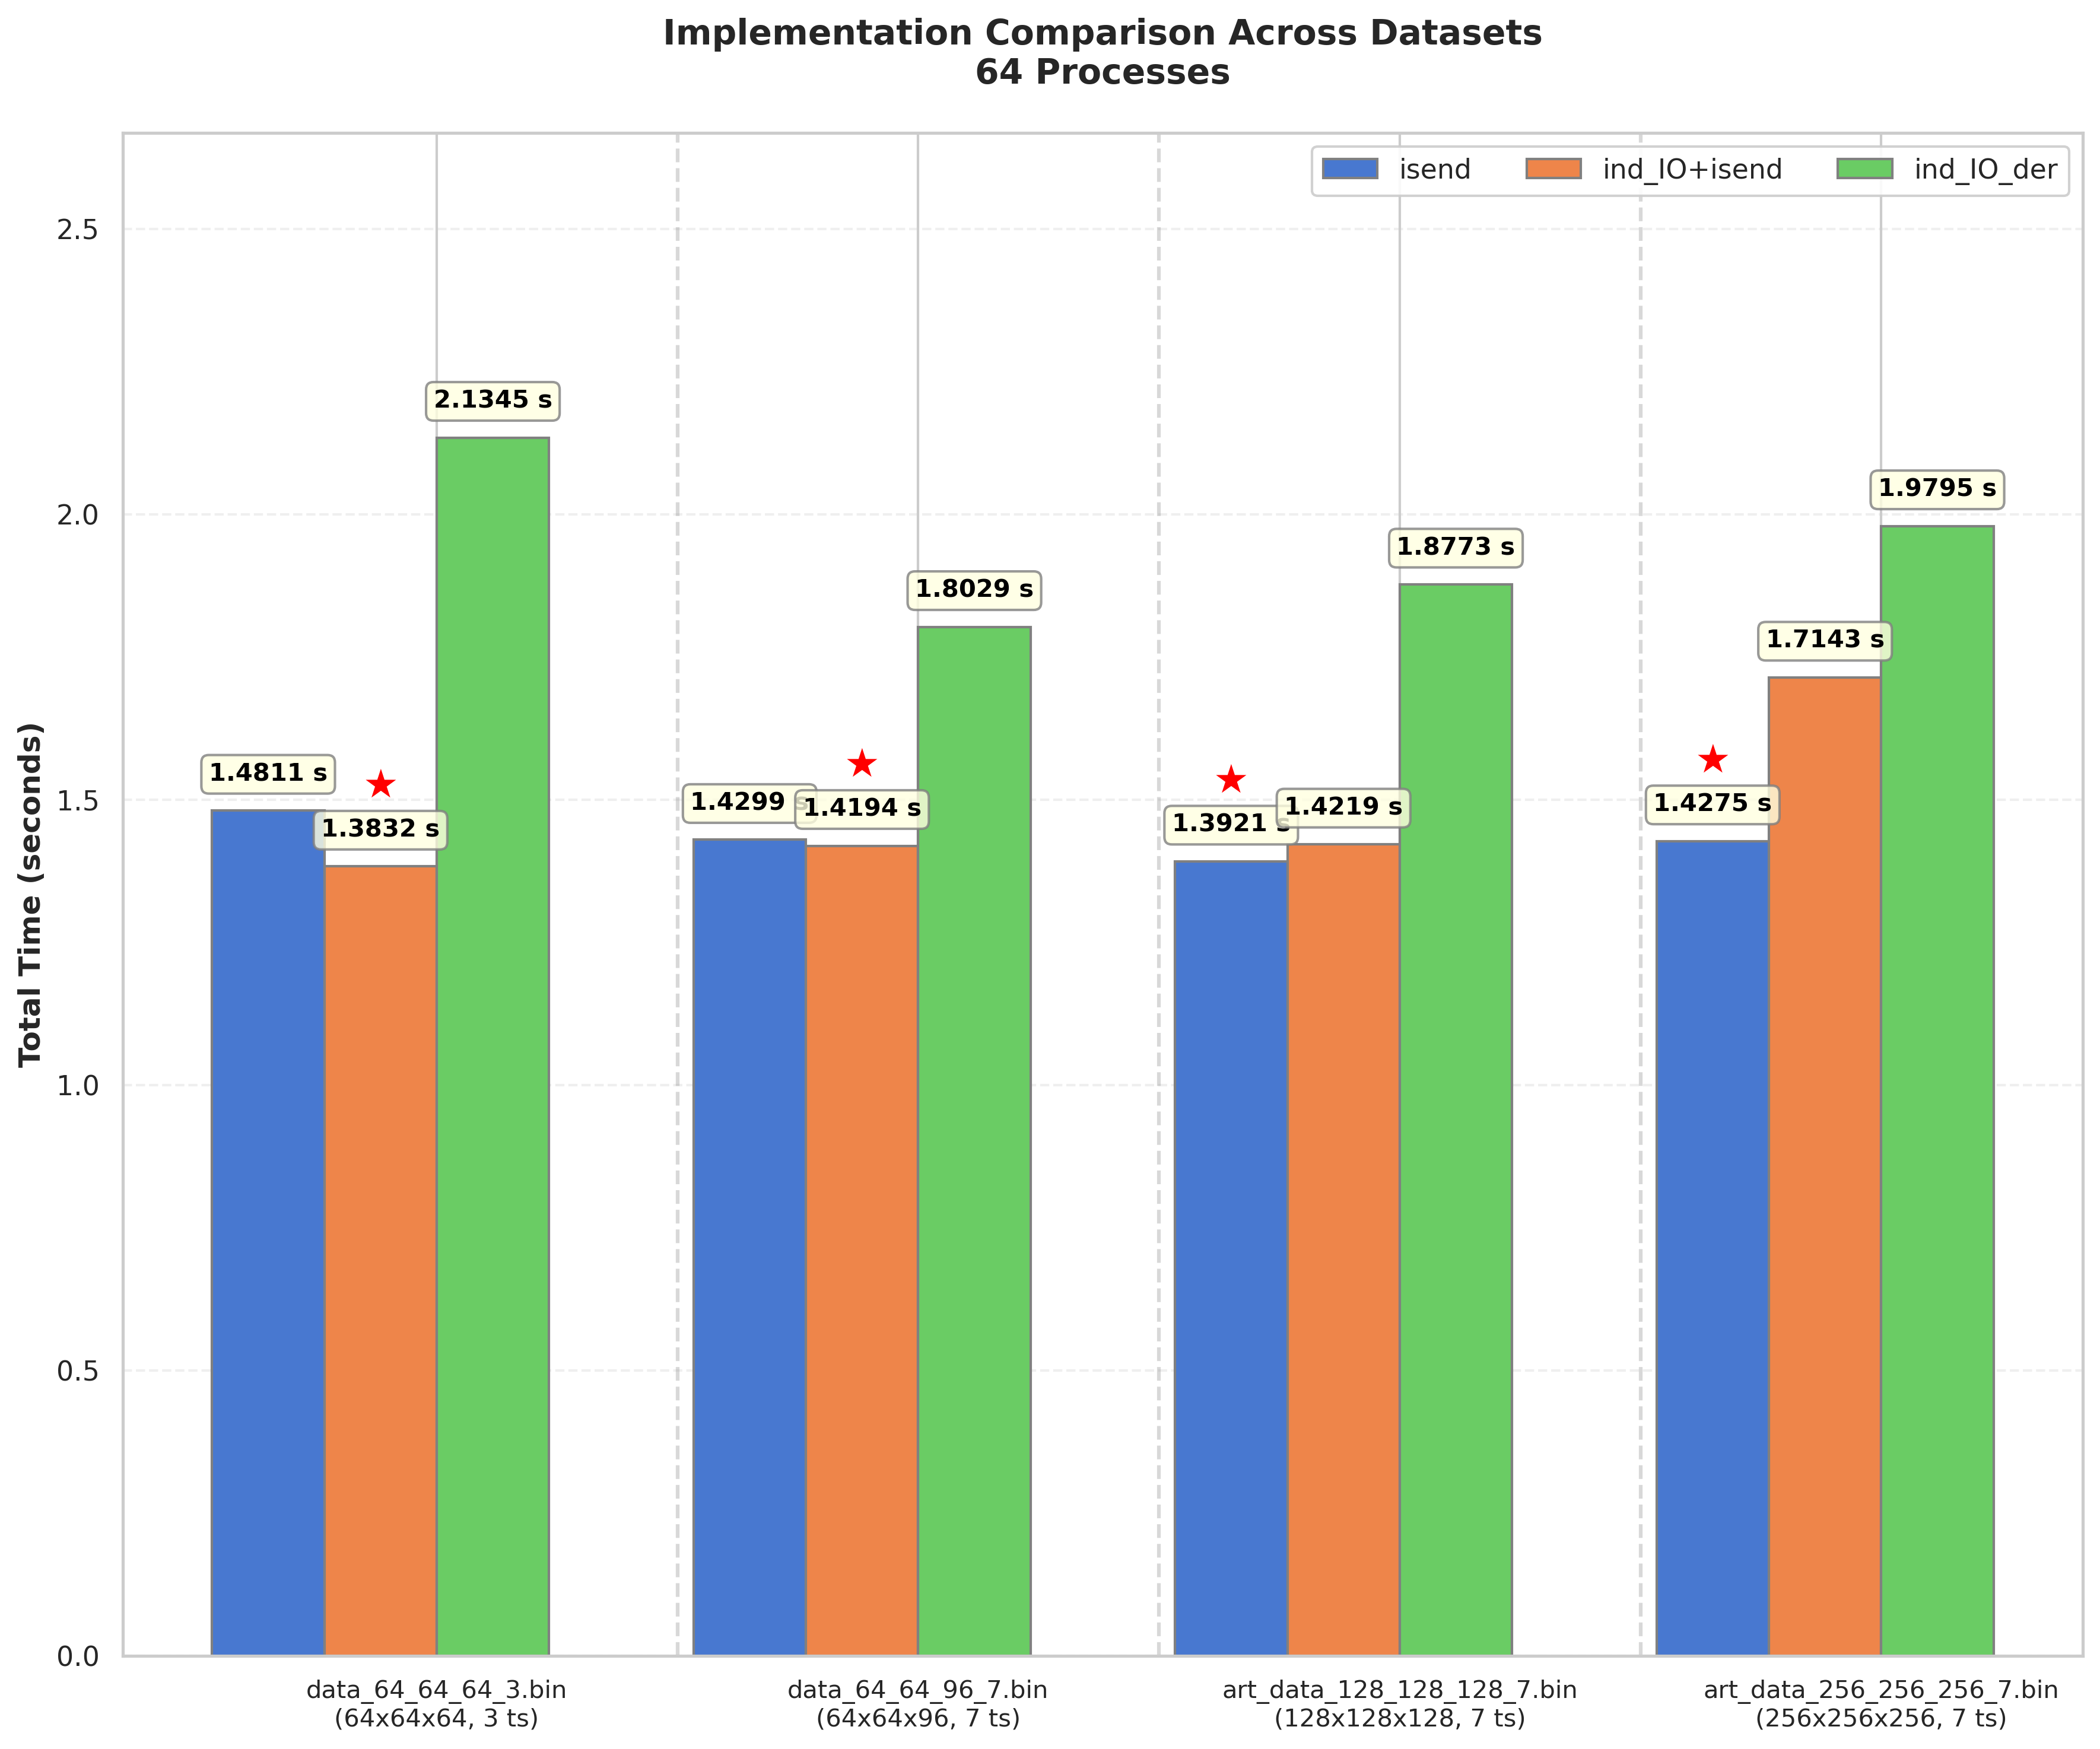 Implementation Comparison Across Datasets
64 Processes
isend
ind_IO+isend
ind_IO_der
Total Time (seconds)
2.5
2.0
1.5
1.0
0.5
0.0
1.4811 s
1.3832 s
2.1345 s
1.4299 s
1.4194 s
1.8029 s
1.3921 s
1.4219 s
1.8773 s
1.4275 s
1.7143 s
1.9795 s
data_64_64_64_3.bin
(64x64x64, 3 ts)
data_64_64_96_7.bin
(64x64x96, 7 ts)
art_data_128_128_128_7.bin
(128x128x128, 7 ts)
art_data_256_256_256_7.bin
(256x256x256, 7 ts)